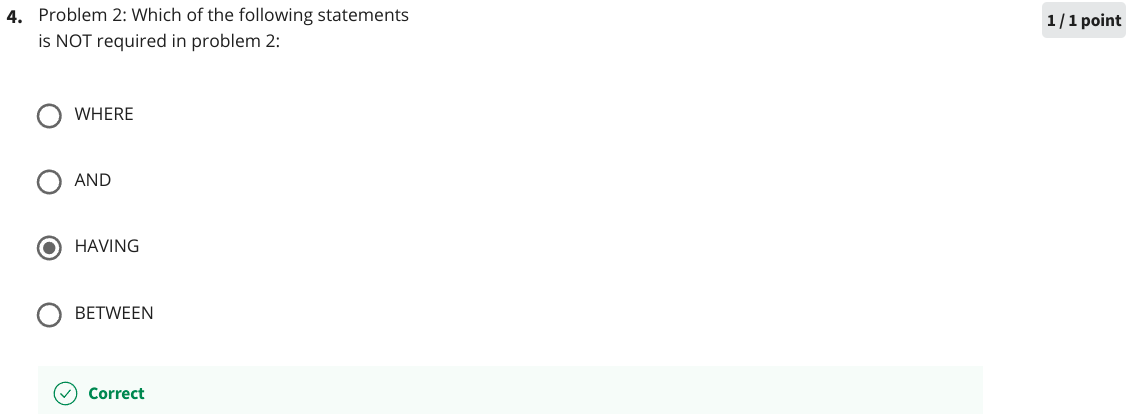 4. Problem 2: Which of the following statements
is NOT required in problem 2:
1 / 1 point
WHERE
AND
HAVING
BETWEEN
Correct